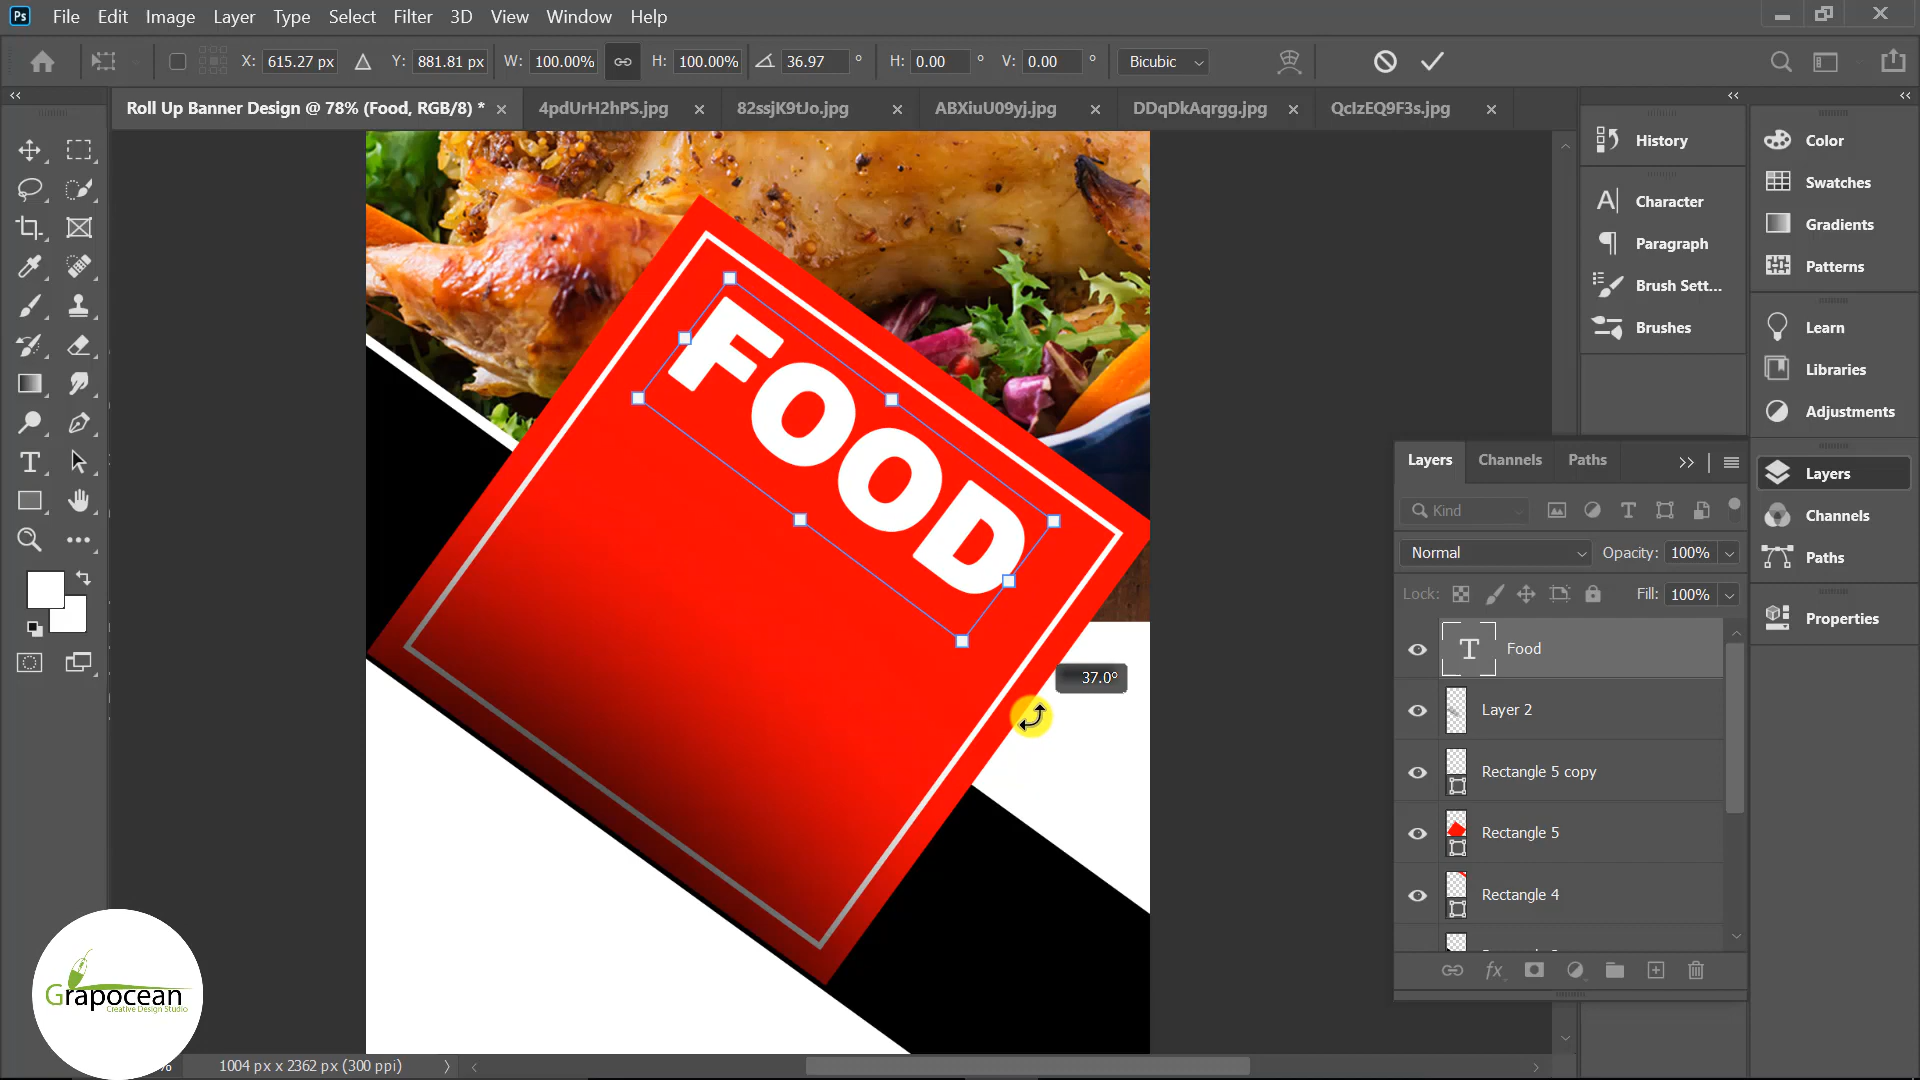 Ps File Edit Image Layer Type Select Filter 3D View Window Help
X: 615.27 px Y: 881.81 px W: 100.00% H: 100.00% 36.97 ° H: 0.00 ° V: 0.00 ° Bicubic
Roll Up Banner Design @ 78% (Food, RGB/8) * 4pdUrH2hPS.jpg 82ssjK9tJo.jpg ABXiuU09yj.jpg DDqDkAqrgg.jpg QcIzEQ9F3s.jpg
History
Character
Paragraph
Brush Sett...
Brushes
Color
Swatches
Gradients
Patterns
Learn
Libraries
Adjustments
Layers
Channels
Paths
Properties
FOOD
37.0°
Layers Channels Paths
Kind
Normal Opacity: 100%
Lock: Fill: 100%
Food
Layer 2
Rectangle 5 copy
Rectangle 5
Rectangle 4
fx
Grapocean
Creative Design Studio
% 1004 px x 2362 px (300 ppi)